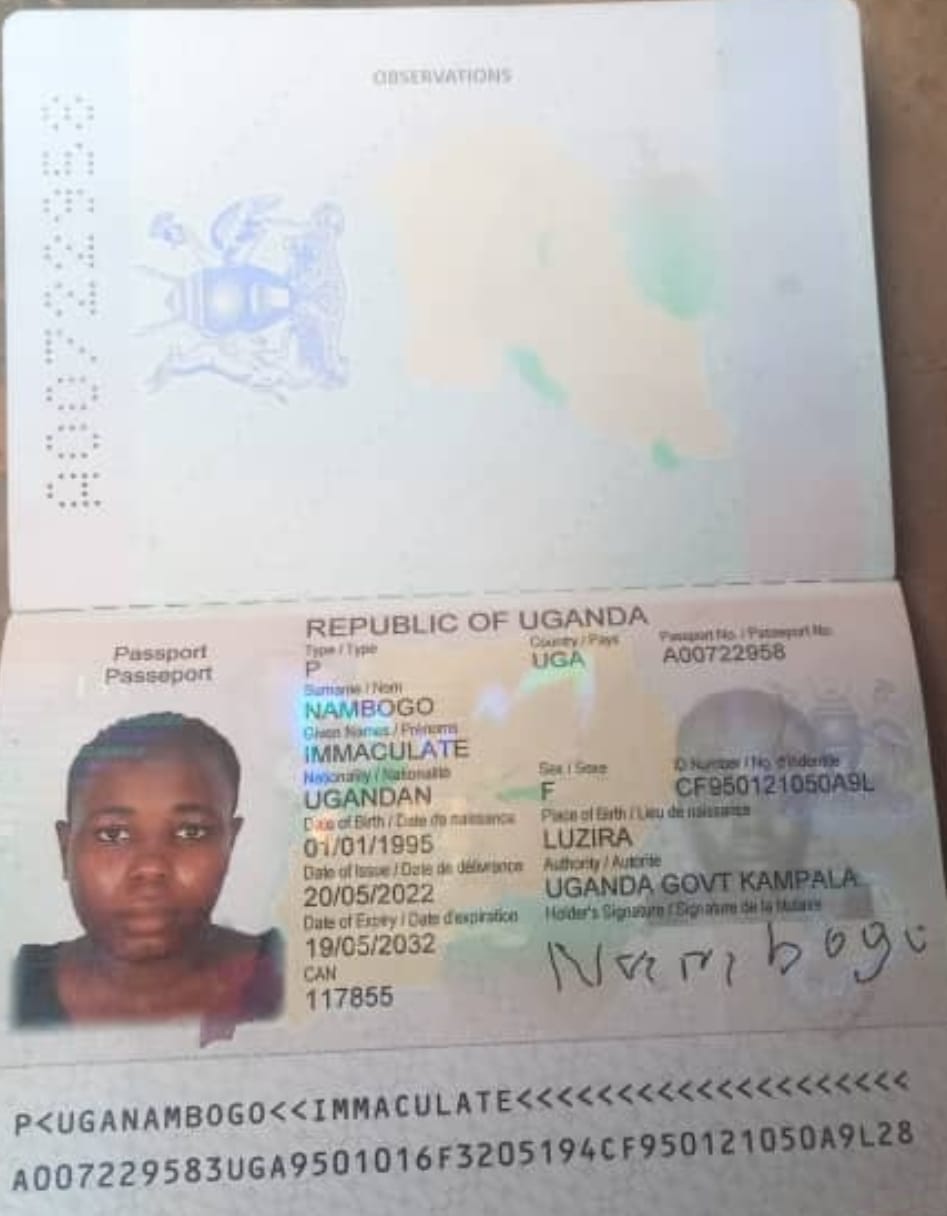 OBSERVATIONS
A00722958
REPUBLIC OF UGANDA
Passport
Passeport
Type / Type
P
Country / Pays
UGA
Passport No. / Passeport No.
A00722958
Surname / Nom
NAMBOGO
Given Names / Prénoms
IMMACULATE
Nationality / Nationalité
UGANDAN
Sex / Sexe
F
ID Number / No. d'identité
CF950121050A9L
Date of Birth / Date de naissance
01/01/1995
Place of Birth / Lieu de naissance
LUZIRA
Date of Issue / Date de délivrance
20/05/2022
Authority / Autorité
UGANDA GOVT KAMPALA
Date of Expiry / Date d'expiration
19/05/2032
Holder's Signature / Signature de la titulaire
Nambogo
CAN
117855
P<UGANAMBOGO<<IMMACULATE<<<<<<<<<<<<<<<<<<<<
A007229583UGA9501016F3205194CF950121050A9L28